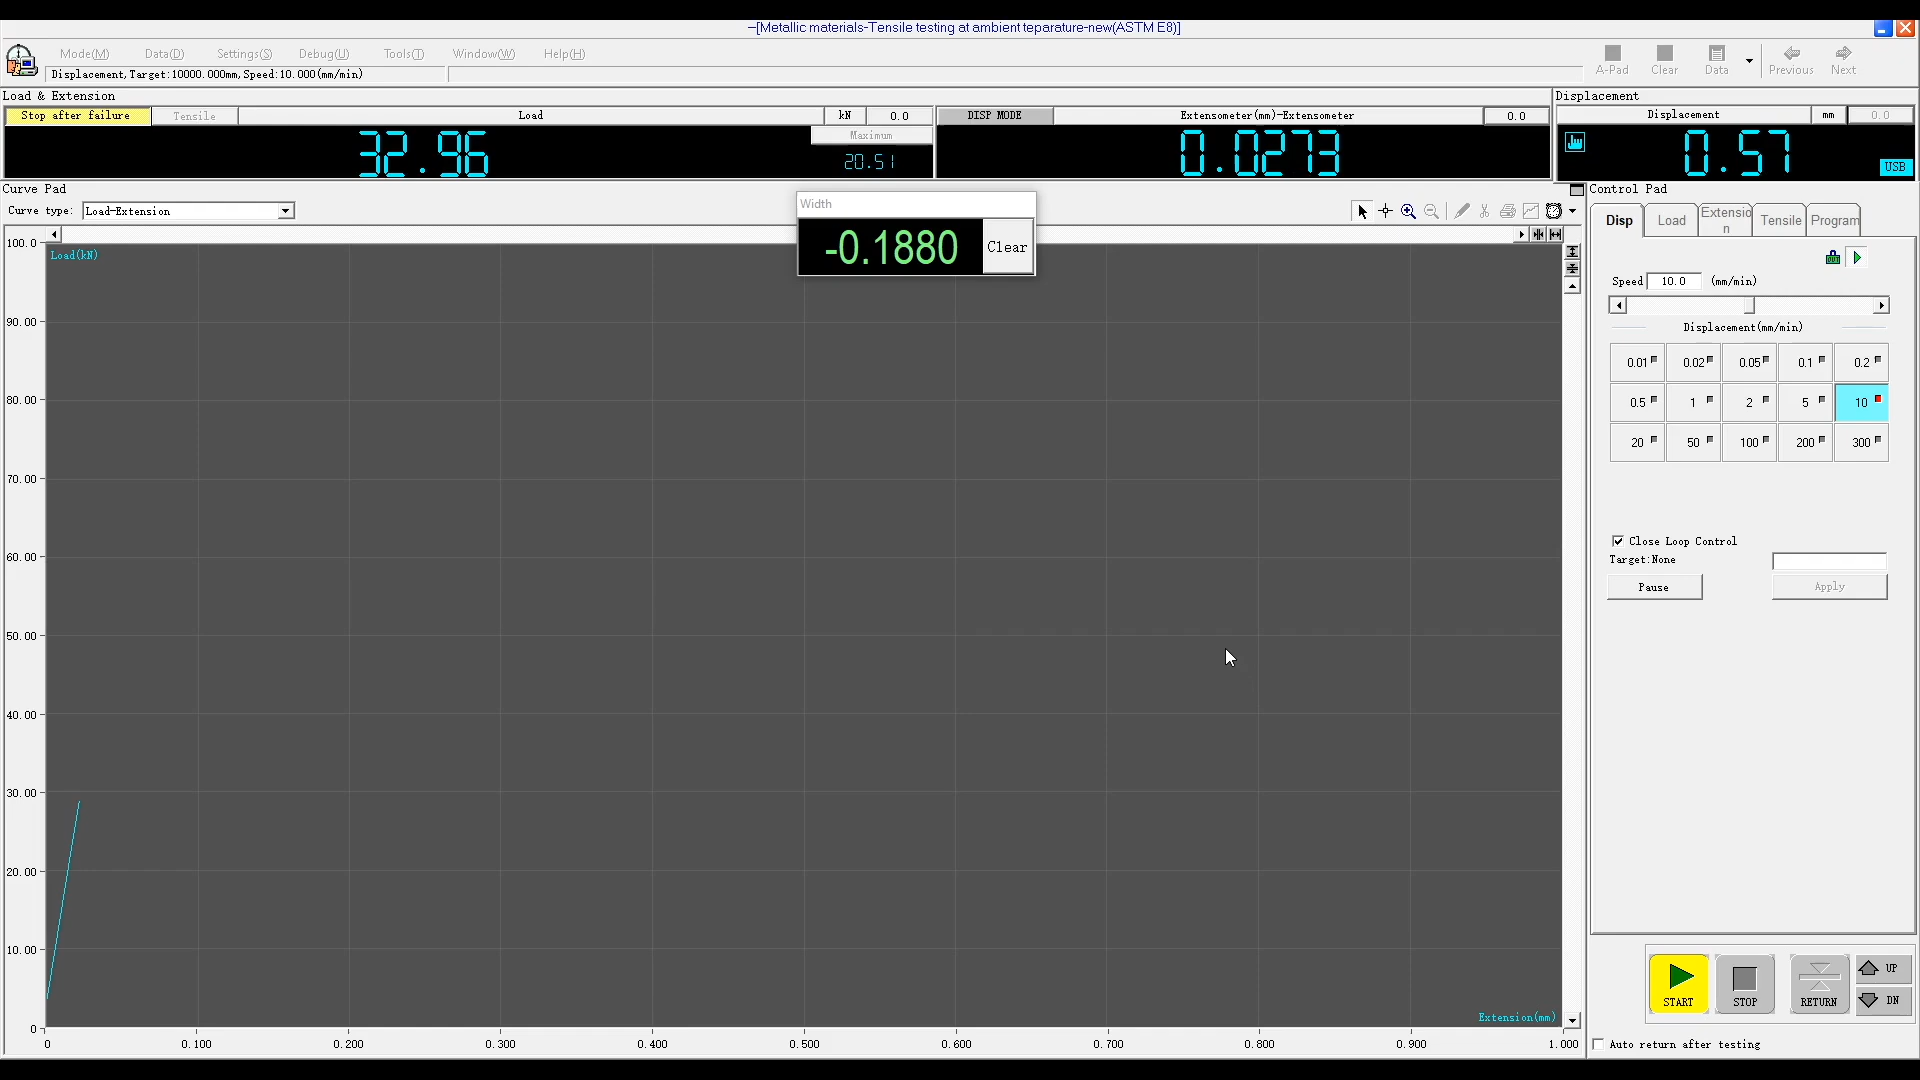 —[Metallic materials-Tensile testing at ambient teparature-new(ASTM E8)]
Mode(M) Data(D) Settings(S) Debug(U) Tools(T) Window(W) Help(H)
A-Pad Clear Data Previous Next
Displacement,Target:10000.000mm,Speed:10.000(mm/min)
Load & Extension
Displacement
Stop after failure Tensile Load kN 0.0
DISP MODE Extensometer(mm)-Extensometer 0.0
Displacement mm 0.0
Maximum
32.96 20.51 0.0273 0.57
USB
Curve Pad
Control Pad
Curve type: Load-Extension
Width
-0.1880 Clear
Disp Load Extensio
n Tensile Program
Speed 10.0 (mm/min)
Displacement(mm/min)
0.01 0.02 0.05 0.1 0.2
0.5 1 2 5 10
20 50 100 200 300
Close Loop Control
Target:None
Pause Apply
Load(kN)
100.0
90.00
80.00
70.00
60.00
50.00
40.00
30.00
20.00
10.00
0
Extension(mm)
0 0.100 0.200 0.300 0.400 0.500 0.600 0.700 0.800 0.900 1.000
START STOP RETURN UP
DN
Auto return after testing